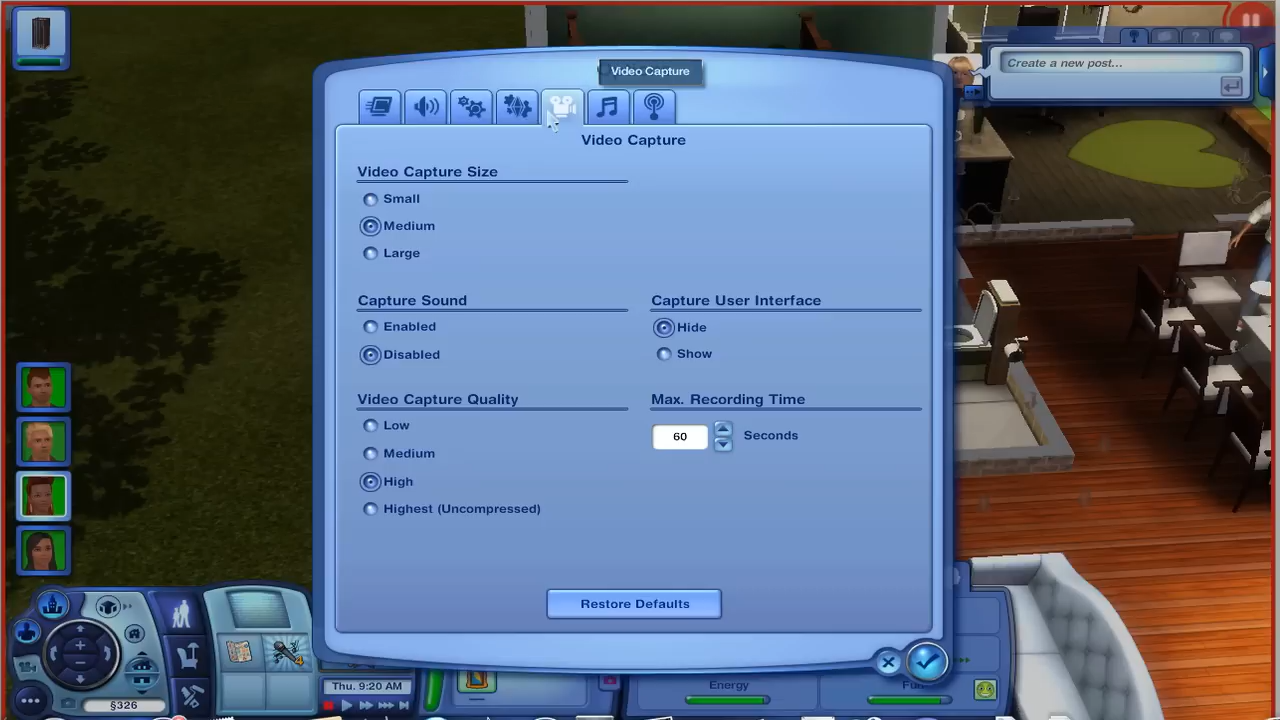 Video Capture
Create a new post...
Video Capture
Video Capture Size
Small
Medium
Large
Capture Sound
Enabled
Disabled
Capture User Interface
Hide
Show
Video Capture Quality
Low
Medium
High
Highest (Uncompressed)
Max. Recording Time
60 Seconds
Restore Defaults
§326
Thu. 9:20 AM
Energy
Fun